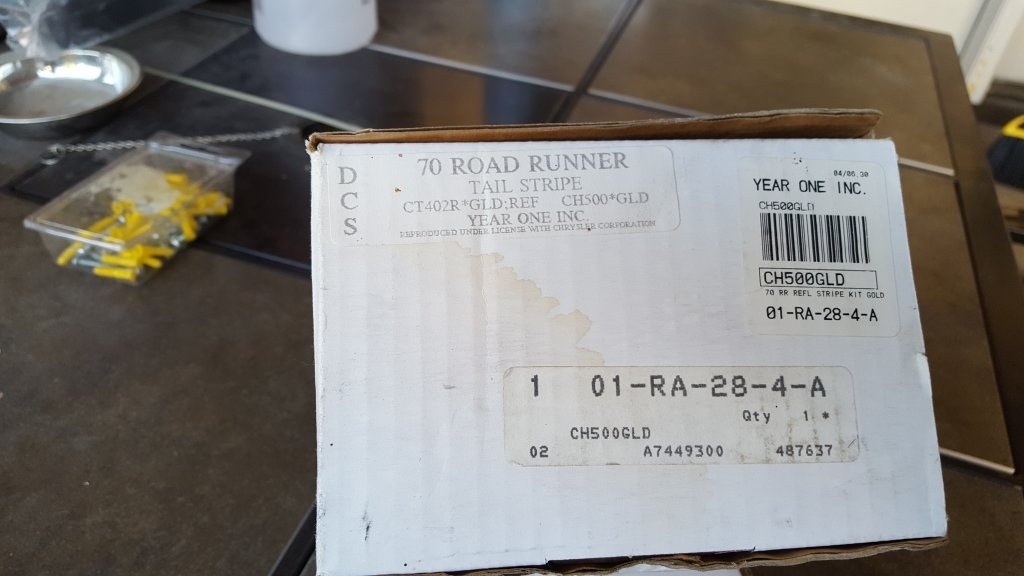 D
C
S
70 ROAD RUNNER
TAIL STRIPE
CT402R*GLD;REF CH500*GLD
YEAR ONE INC.
REPRODUCED UNDER LICENSE WITH CHRYSLER CORPORATION
04/06.30
YEAR ONE INC.
CH500GLD
CH500GLD
70 RR REFL STRIPE KIT GOLD
01-RA-28-4-A
1 01-RA-28-4-A
Qty 1 *
CH500GLD
02 A7449300 487637